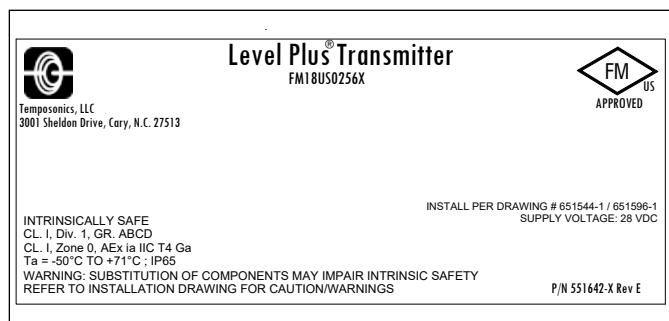 Level Plus® Transmitter
FM18US0256X
FM
US
APPROVED
Temposonics, LLC
3001 Sheldon Drive, Cary, N.C. 27513
INSTALL PER DRAWING # 651544-1 / 651596-1
SUPPLY VOLTAGE: 28 VDC
INTRINSICALLY SAFE
CL. I, Div. 1, GR. ABCD
CL. I, Zone 0, AEx ia IIC T4 Ga
Ta = -50°C TO +71°C ; IP65
WARNING: SUBSTITUTION OF COMPONENTS MAY IMPAIR INTRINSIC SAFETY
REFER TO INSTALLATION DRAWING FOR CAUTION/WARNINGS
P/N 551642-X Rev E